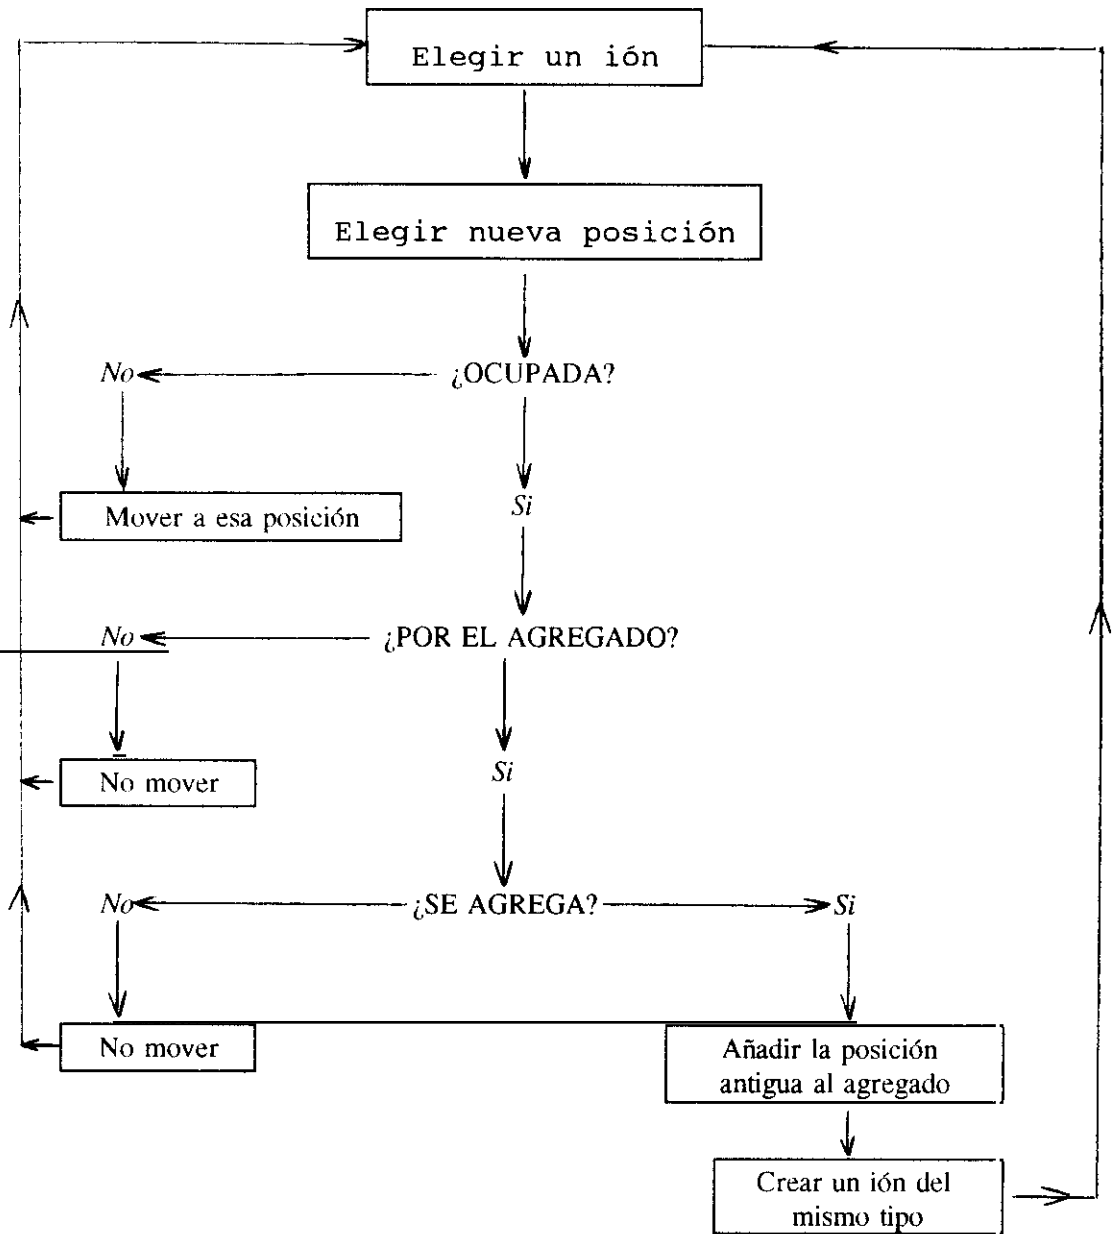 Elegir un ión
Elegir nueva posición
No
¿OCUPADA?
Mover a esa posición
Si
No
¿POR EL AGREGADO?
No mover
Si
No
¿SE AGREGA?
Si
No mover
Añadir la posición
antigua al agregado
Crear un ión del
mismo tipo